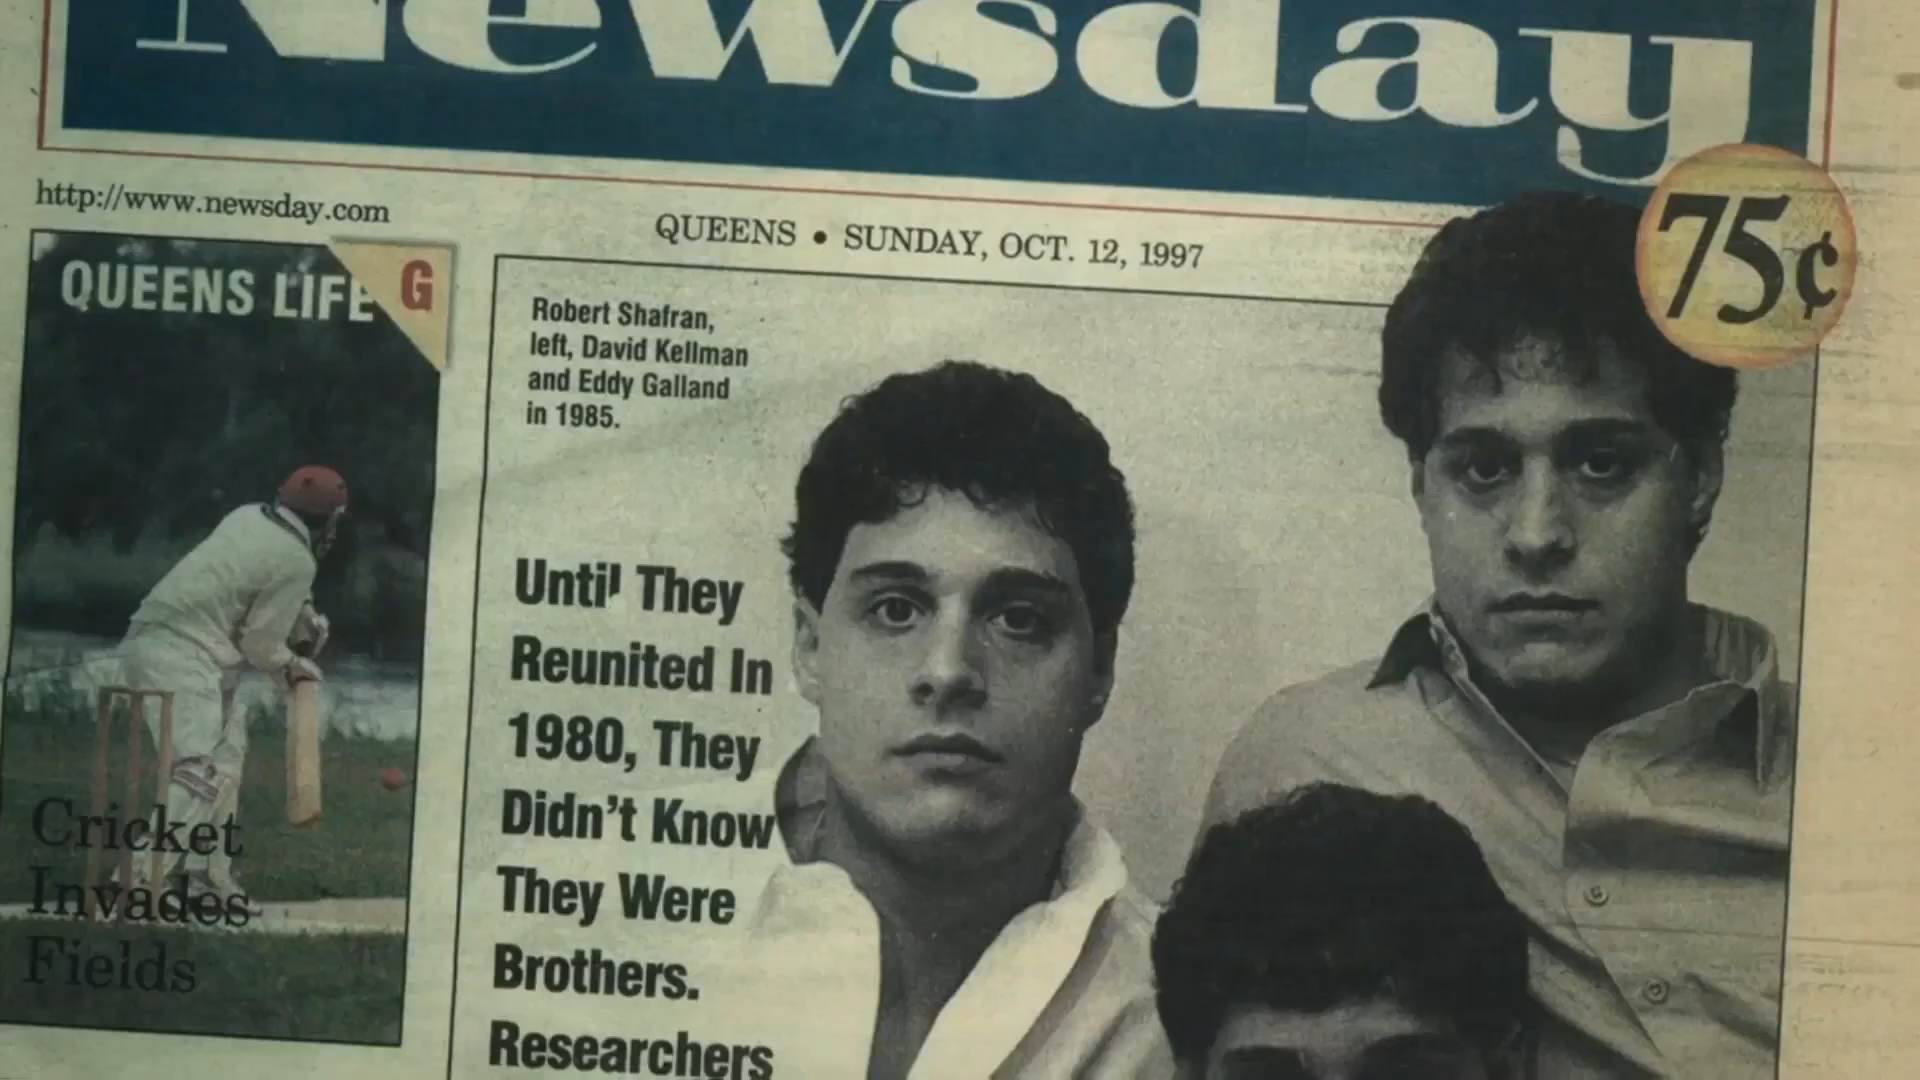 Newsday
75¢
http://www.newsday.com
QUEENS • SUNDAY, OCT. 12, 1997
QUEENS LIFE G
Cricket
Invades
Fields
Robert Shafran,
left, David Kellman
and Eddy Galland
in 1985.
Until They
Reunited In
1980, They
Didn't Know
They Were
Brothers.
Researchers